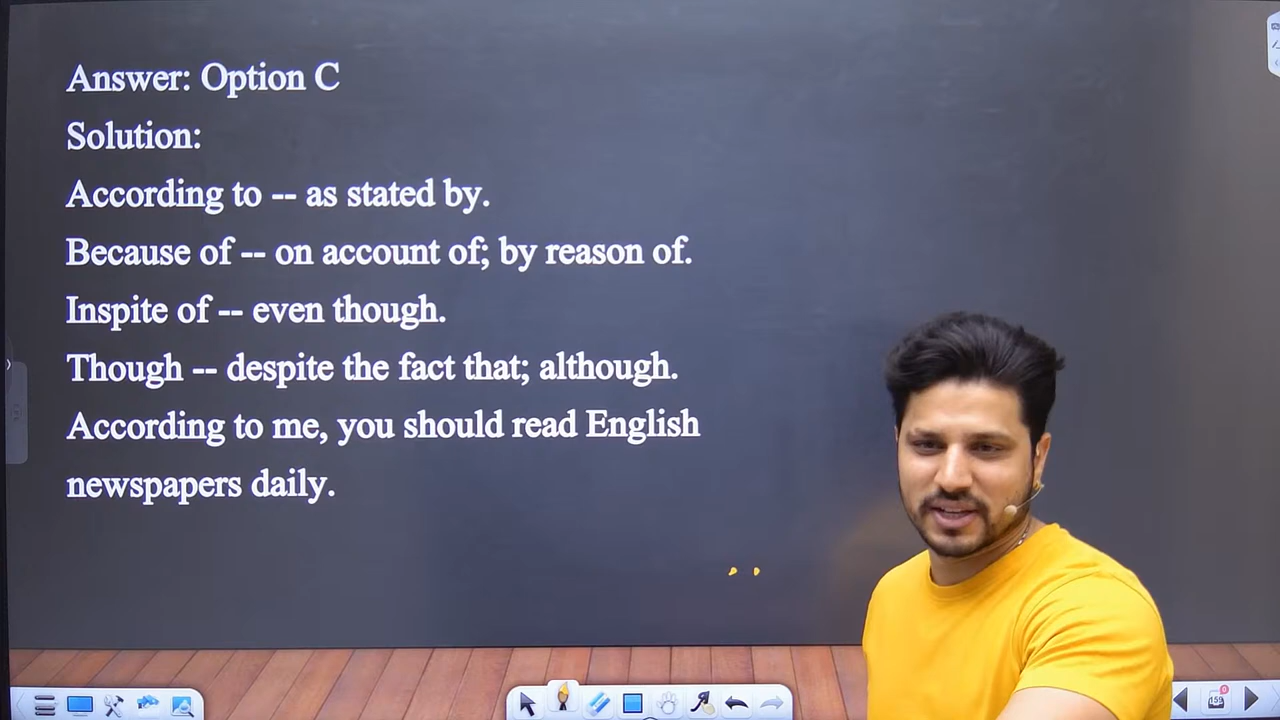 Answer: Option C
Solution:
According to -- as stated by.
Because of -- on account of; by reason of.
Inspite of -- even though.
Though -- despite the fact that; although.
According to me, you should read English
newspapers daily.
159